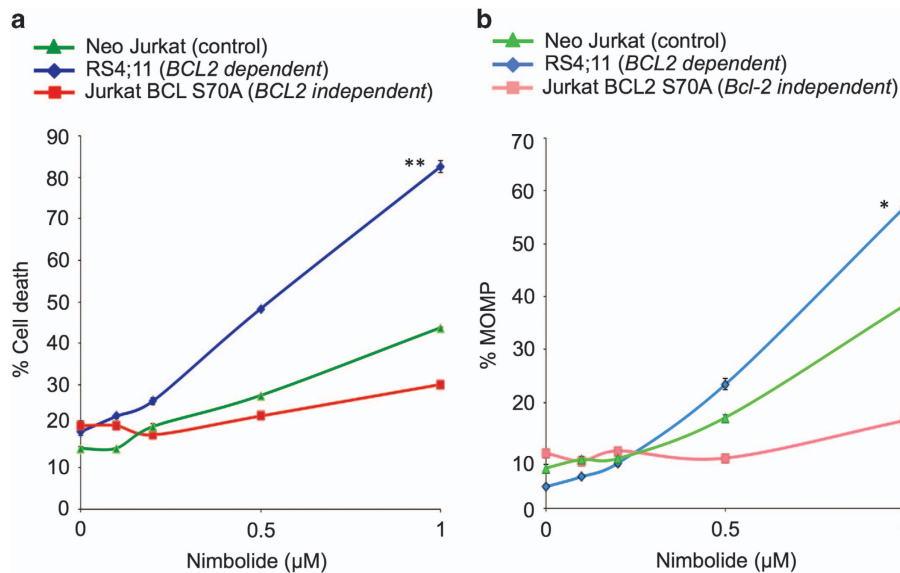 a
Neo Jurkat (control)
RS4;11 (BCL2 dependent)
Jurkat BCL S70A (BCL2 independent)
90
80
70
60
50
40
30
20
10
0
% Cell death
**
0
0.5
1
Nimbolide (µM)
b
Neo Jurkat (control)
RS4;11 (BCL2 dependent)
Jurkat BCL2 S70A (Bcl-2 independent)
70
60
50
40
30
20
10
0
% MOMP
*
0
0.5
Nimbolide (µM)